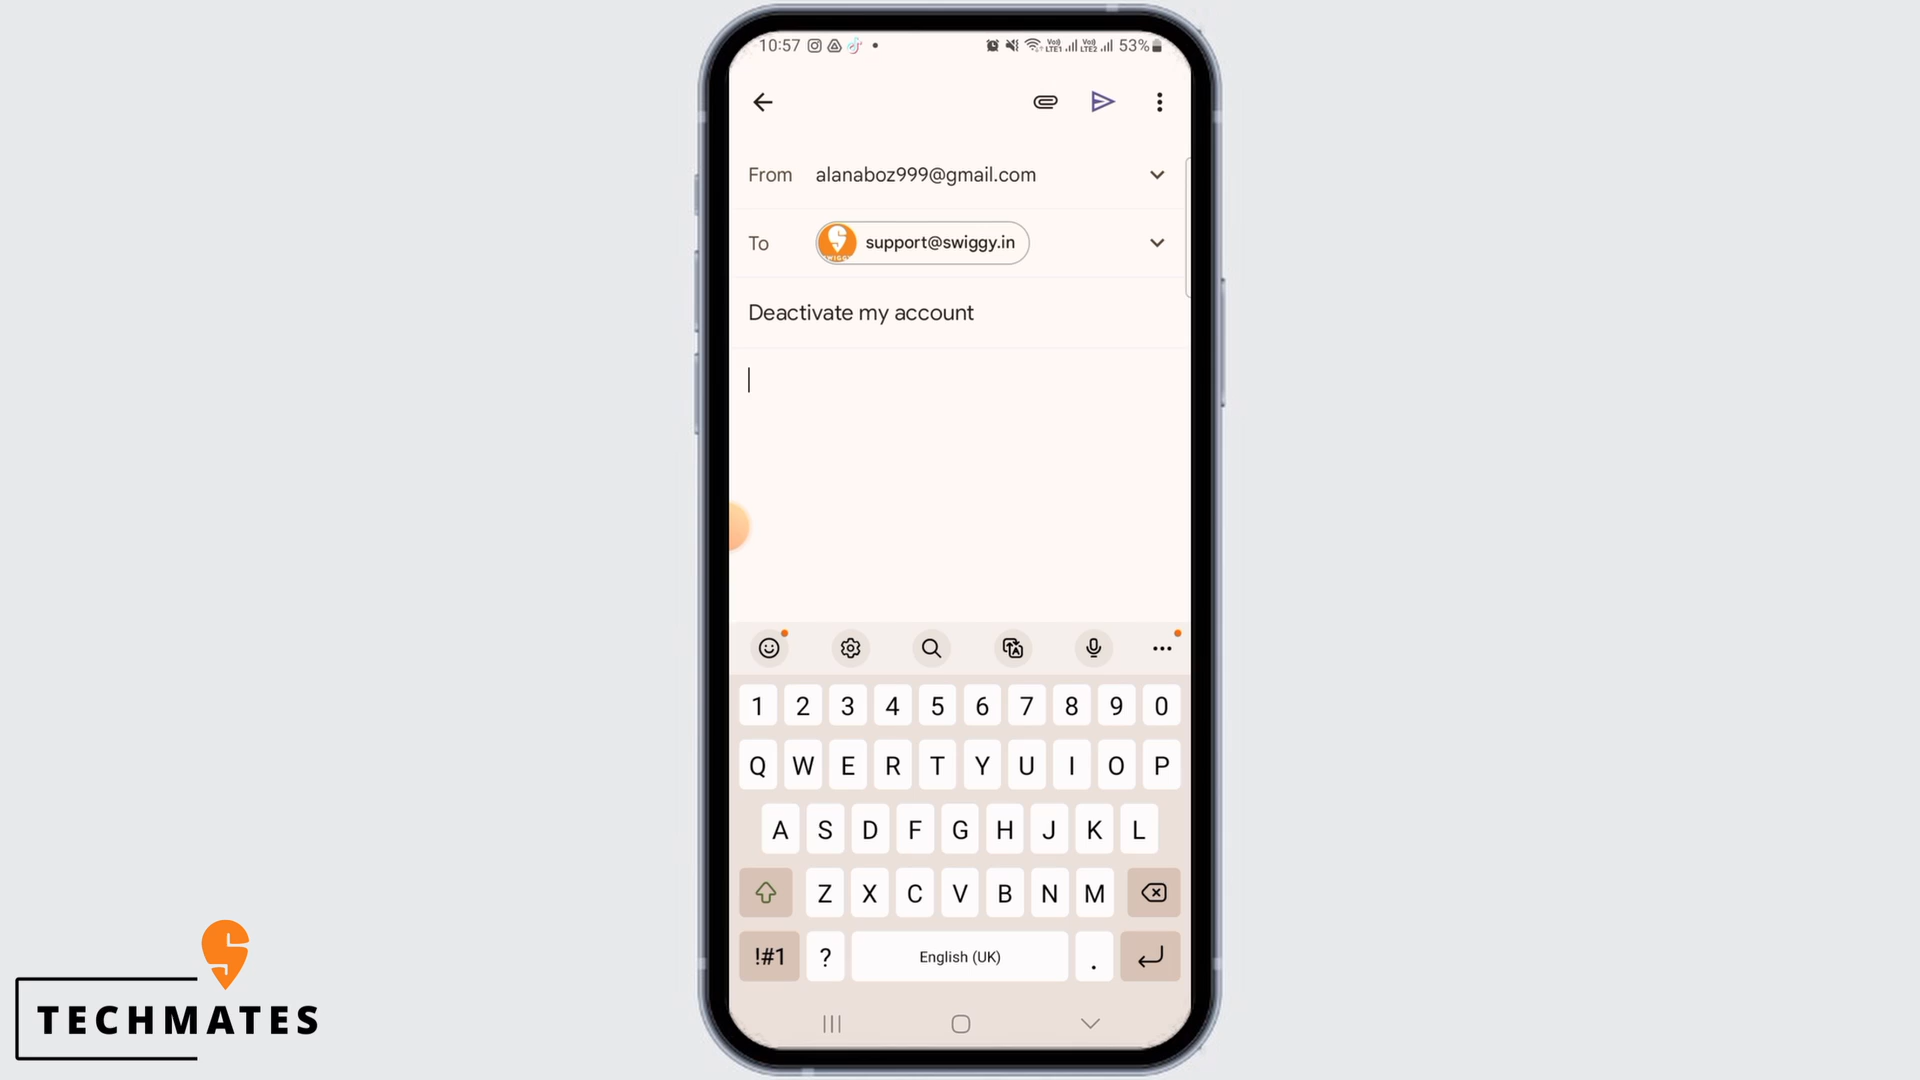 10:57
53%
From alanaboz999@gmail.com
To support@swiggy.in
Deactivate my account
1 2 3 4 5 6 7 8 9 0
Q W E R T Y U I O P
A S D F G H J K L
Z X C V B N M
!#1 ? English (UK) .
TECHMATES